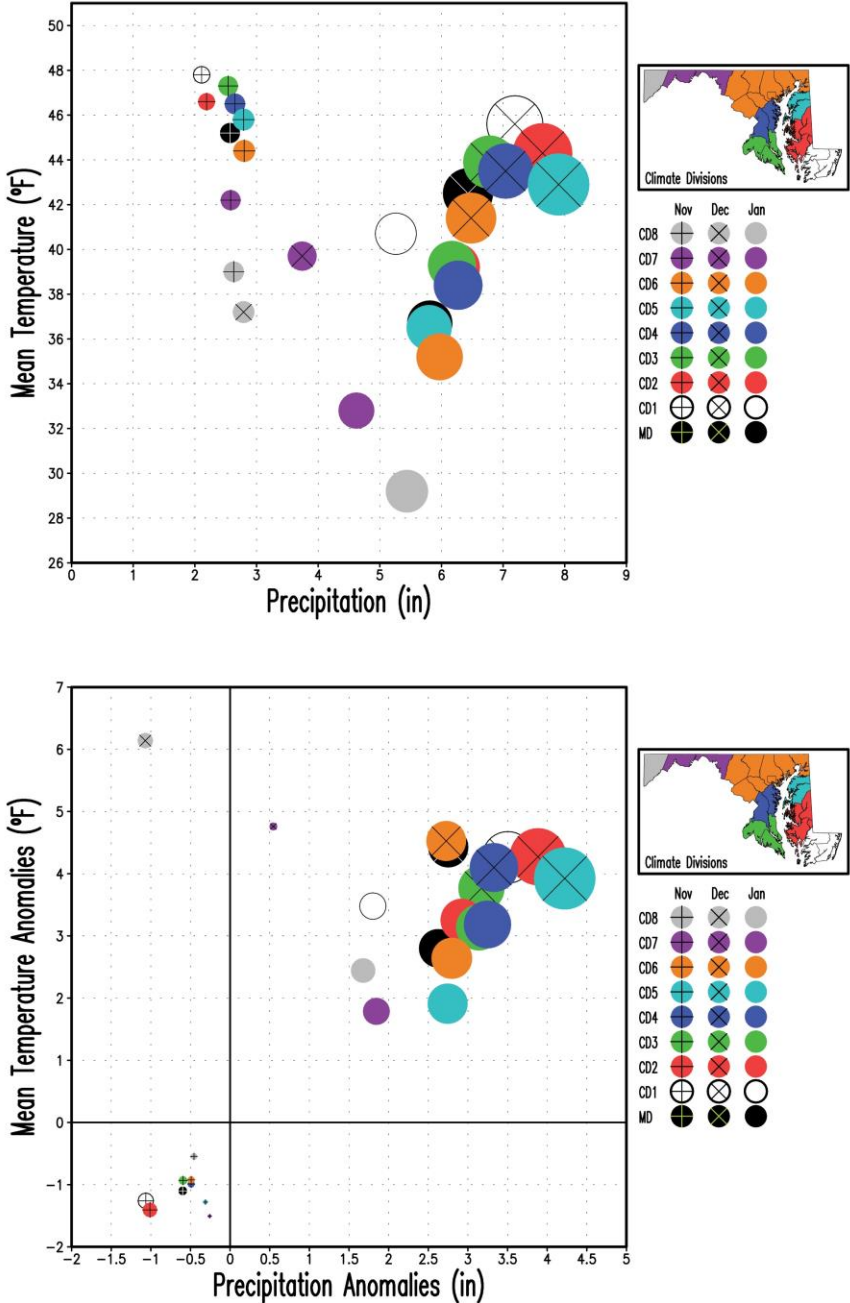 50
48
46
44
42
40
38
36
34
32
30
28
26
Mean Temperature (°F)
0 1 2 3 4 5 6 7 8 9
Precipitation (in)
Climate Divisions
Nov Dec Jan
CD8
CD7
CD6
CD5
CD4
CD3
CD2
CD1
MD
7
6
5
4
3
2
1
0
−1
−2
Mean Temperature Anomalies (°F)
−2 −1.5 −1 −0.5 0 0.5 1 1.5 2 2.5 3 3.5 4 4.5 5
Precipitation Anomalies (in)
Climate Divisions
Nov Dec Jan
CD8
CD7
CD6
CD5
CD4
CD3
CD2
CD1
MD